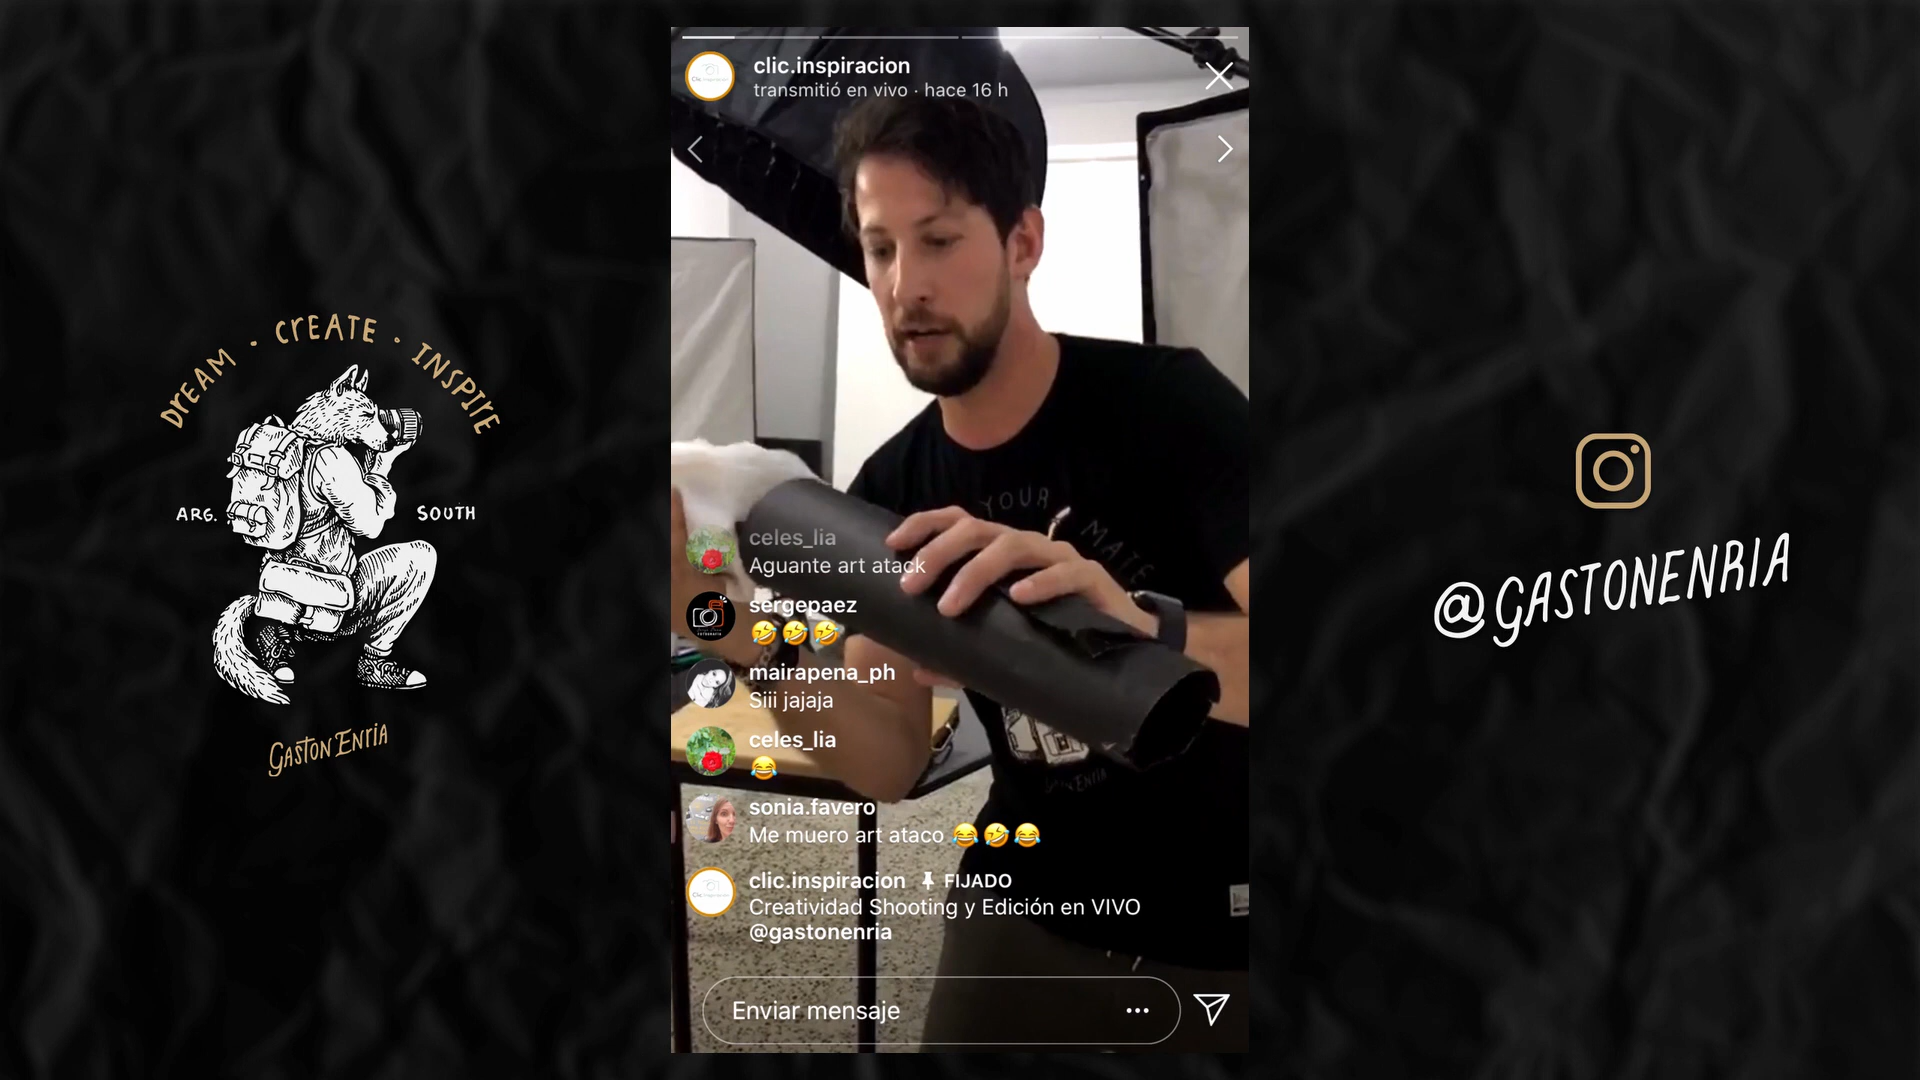 DREAM · CREATE · INSPIRE
ARG. SOUTH
GASTON ENRIA
clic.inspiracion
transmitió en vivo · hace 16 h
YOUR MATE
celes_lia
Aguante art atack
sergepaez
🤣🤣🤣
mairapena_ph
Siii jajaja
celes_lia
😂
sonia.favero
Me muero art ataco 😂🤣😂
clic.inspiracion FIJADO
Creatividad Shooting y Edición en VIVO
@gastonenria
Enviar mensaje
@GASTONENRIA